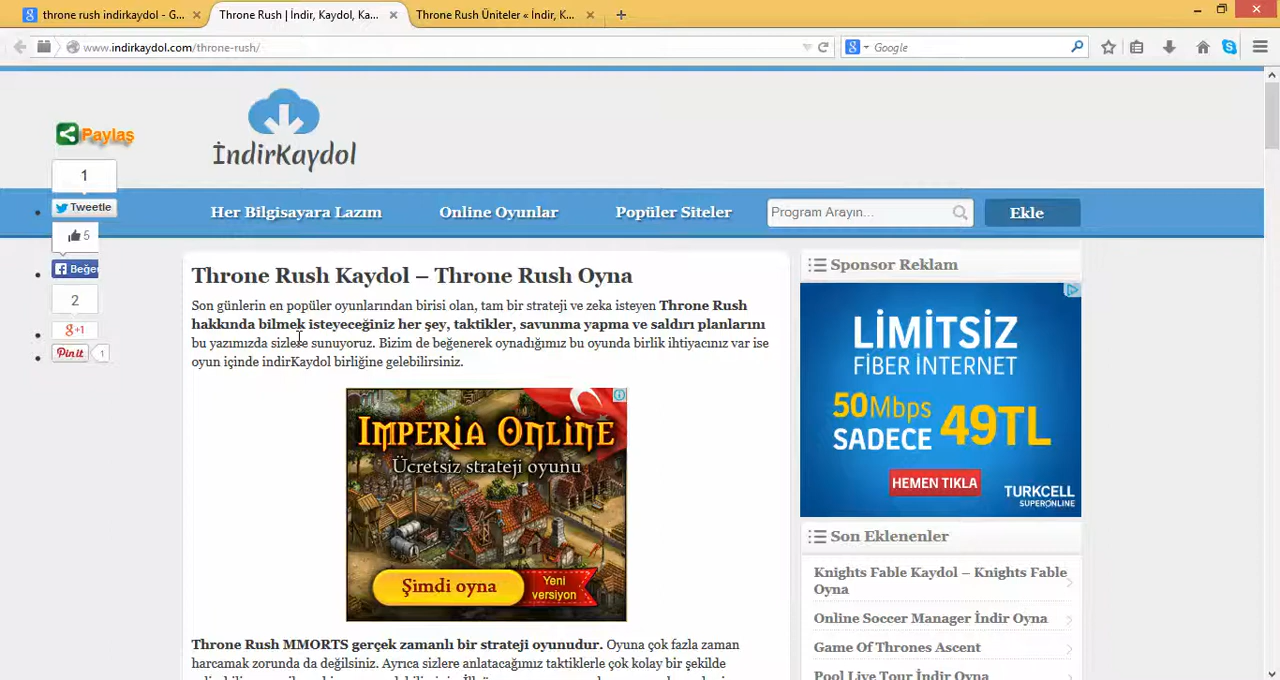 throne rush indirkaydol - G...
Throne Rush | İndir, Kaydol, Ka...
Throne Rush Üniteler « İndir, K...
www.indirkaydol.com/throne-rush/
Google
Paylaş
1
Tweetle
5
Beğe
2
g+1
Pinit
1
İndirKaydol
Her Bilgisayara Lazım
Online Oyunlar
Popüler Siteler
Program Arayın...
Ekle
Throne Rush Kaydol – Throne Rush Oyna
Son günlerin en popüler oyunlarından birisi olan, tam bir strateji ve zeka isteyen Throne Rush
hakkında bilmek isteyeceğiniz her şey, taktikler, savunma yapma ve saldırı planlarını
bu yazımızda sizlere sunuyoruz. Bizim de beğenerek oynadığımız bu oyunda birlik ihtiyacınız var ise
oyun içinde indirKaydol birliğine gelebilirsiniz.
IMPERIA ONLINE
Ücretsiz strateji oyunu
Şimdi oyna
Yeni
versiyon
Throne Rush MMORTS gerçek zamanlı bir strateji oyunudur. Oyuna çok fazla zaman
harcamak zorunda da değilsiniz. Ayrıca sizlere anlatacağımız taktiklerle çok kolay bir şekilde
Sponsor Reklam
LİMİTSİZ
FİBER İNTERNET
50Mbps
SADECE 49TL
HEMEN TIKLA
TURKCELL
SUPERONLINE
Son Eklenenler
Knights Fable Kaydol – Knights Fable
Oyna
Online Soccer Manager İndir Oyna
Game Of Thrones Ascent
Pool Live Tour İndir Oyna